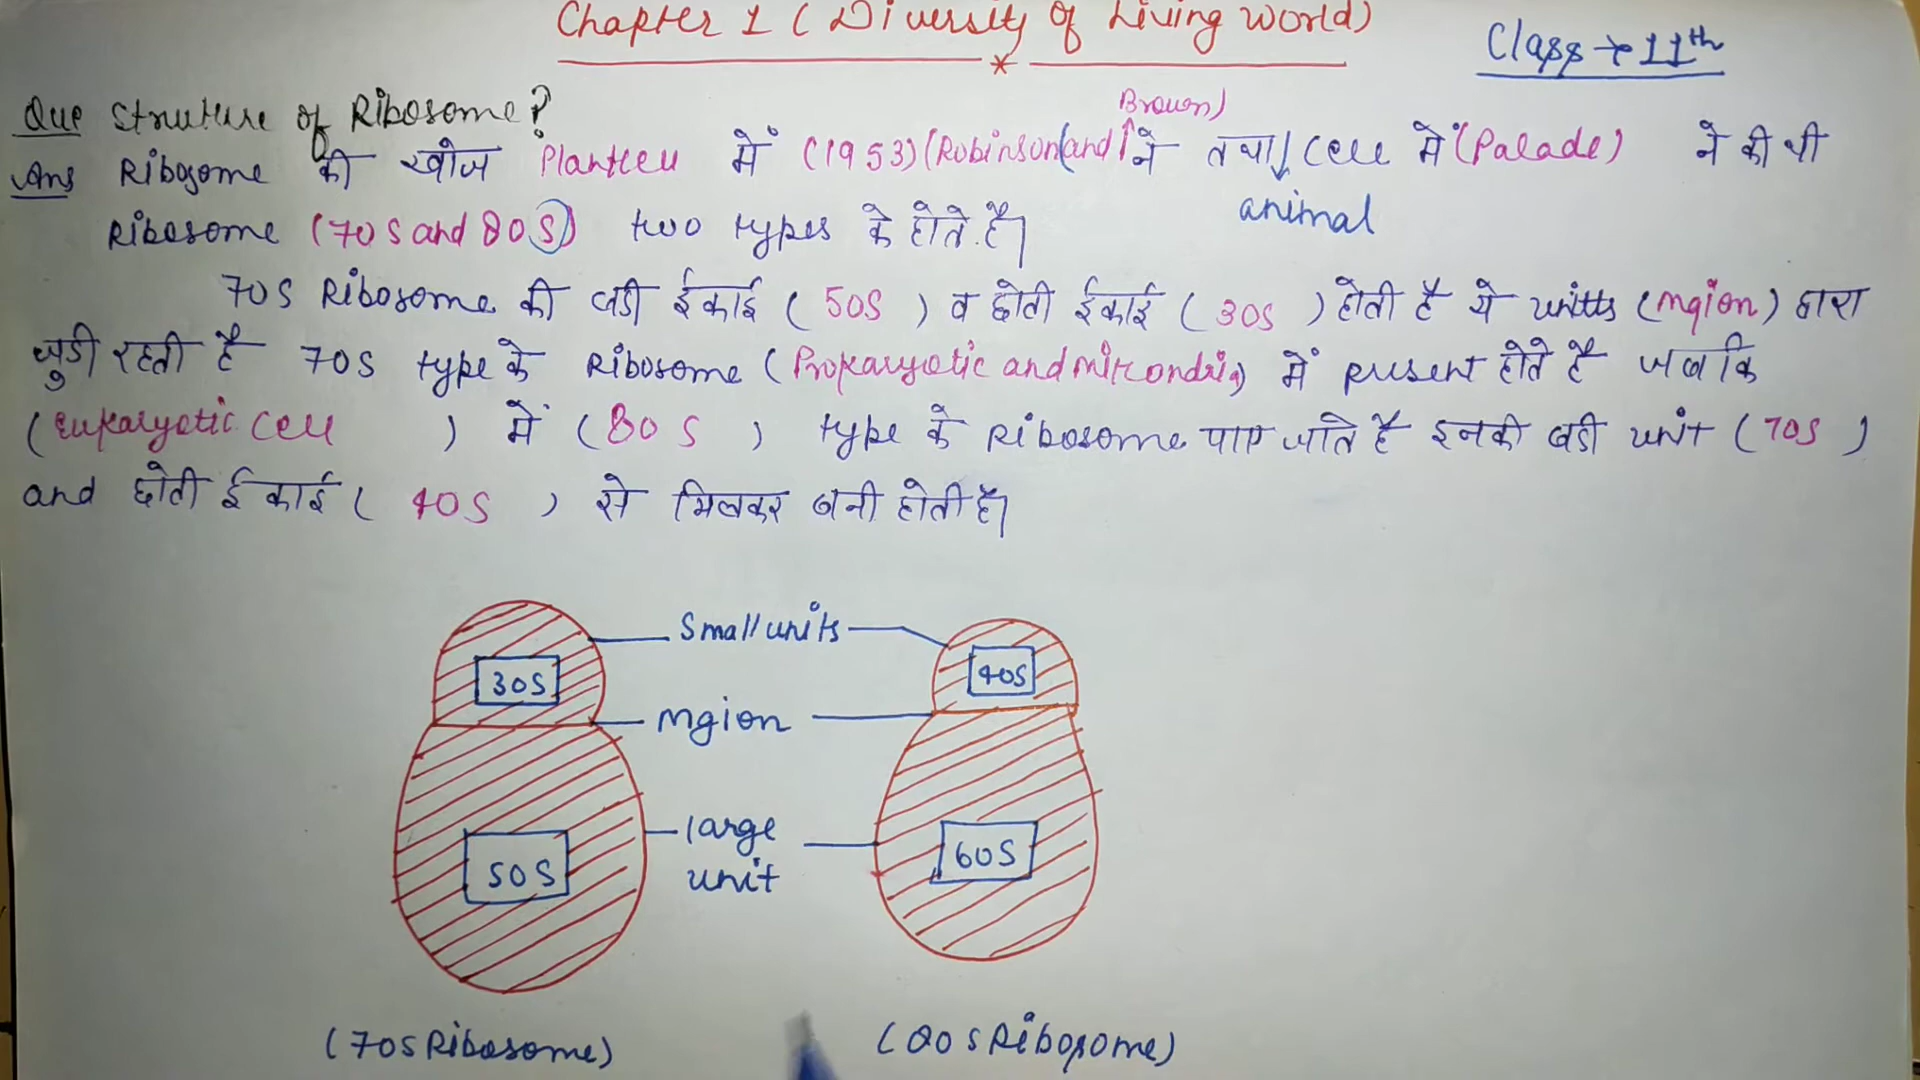 Chapter 1 (Diversity of Living World)
Class → 11th
Que Struture of Ribosome?
Ans Ribosome की खोज Plantcell में (1953) (Robinson (and Brown) ने तथा animal Cell में (Palade) ने की थी
Ribosome (70S and 80S) two types के होते है।
70S Ribosome की बडी ईकाई (50S) व छोटी ईकाई (30S) होती है ये units (mgion) द्वारा
जुडी रहती है 70S type के Ribosome (Prokaryotic and mitcondria) में present होते है जबकि
(Eukaryotic Cell) में (80S) type के Ribosome पाए जाते है इनकी बडी unit (70S)
and छोटी ईकाई (40S) से मिलकर बनी होती है।
Small units
30S
40S
mgion
large
unit
50S
60S
(70S Ribosome)
(80S Ribosome)